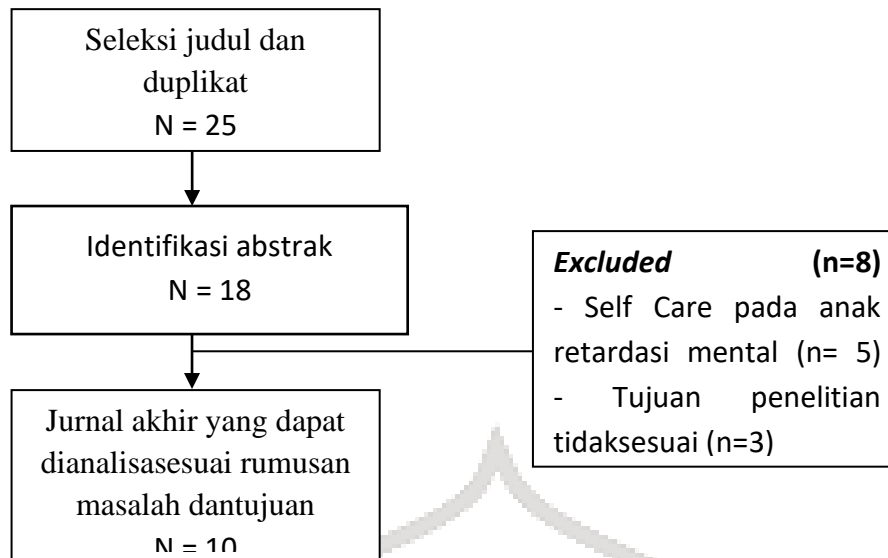 Seleksi judul dan
duplikat
N = 25
Identifikasi abstrak
N = 18
Excluded (n=8)
- Self Care pada anak
retardasi mental (n= 5)
- Tujuan penelitian
tidaksesuai (n=3)
Jurnal akhir yang dapat
dianalisasesuai rumusan
masalah dantujuan
N = 10